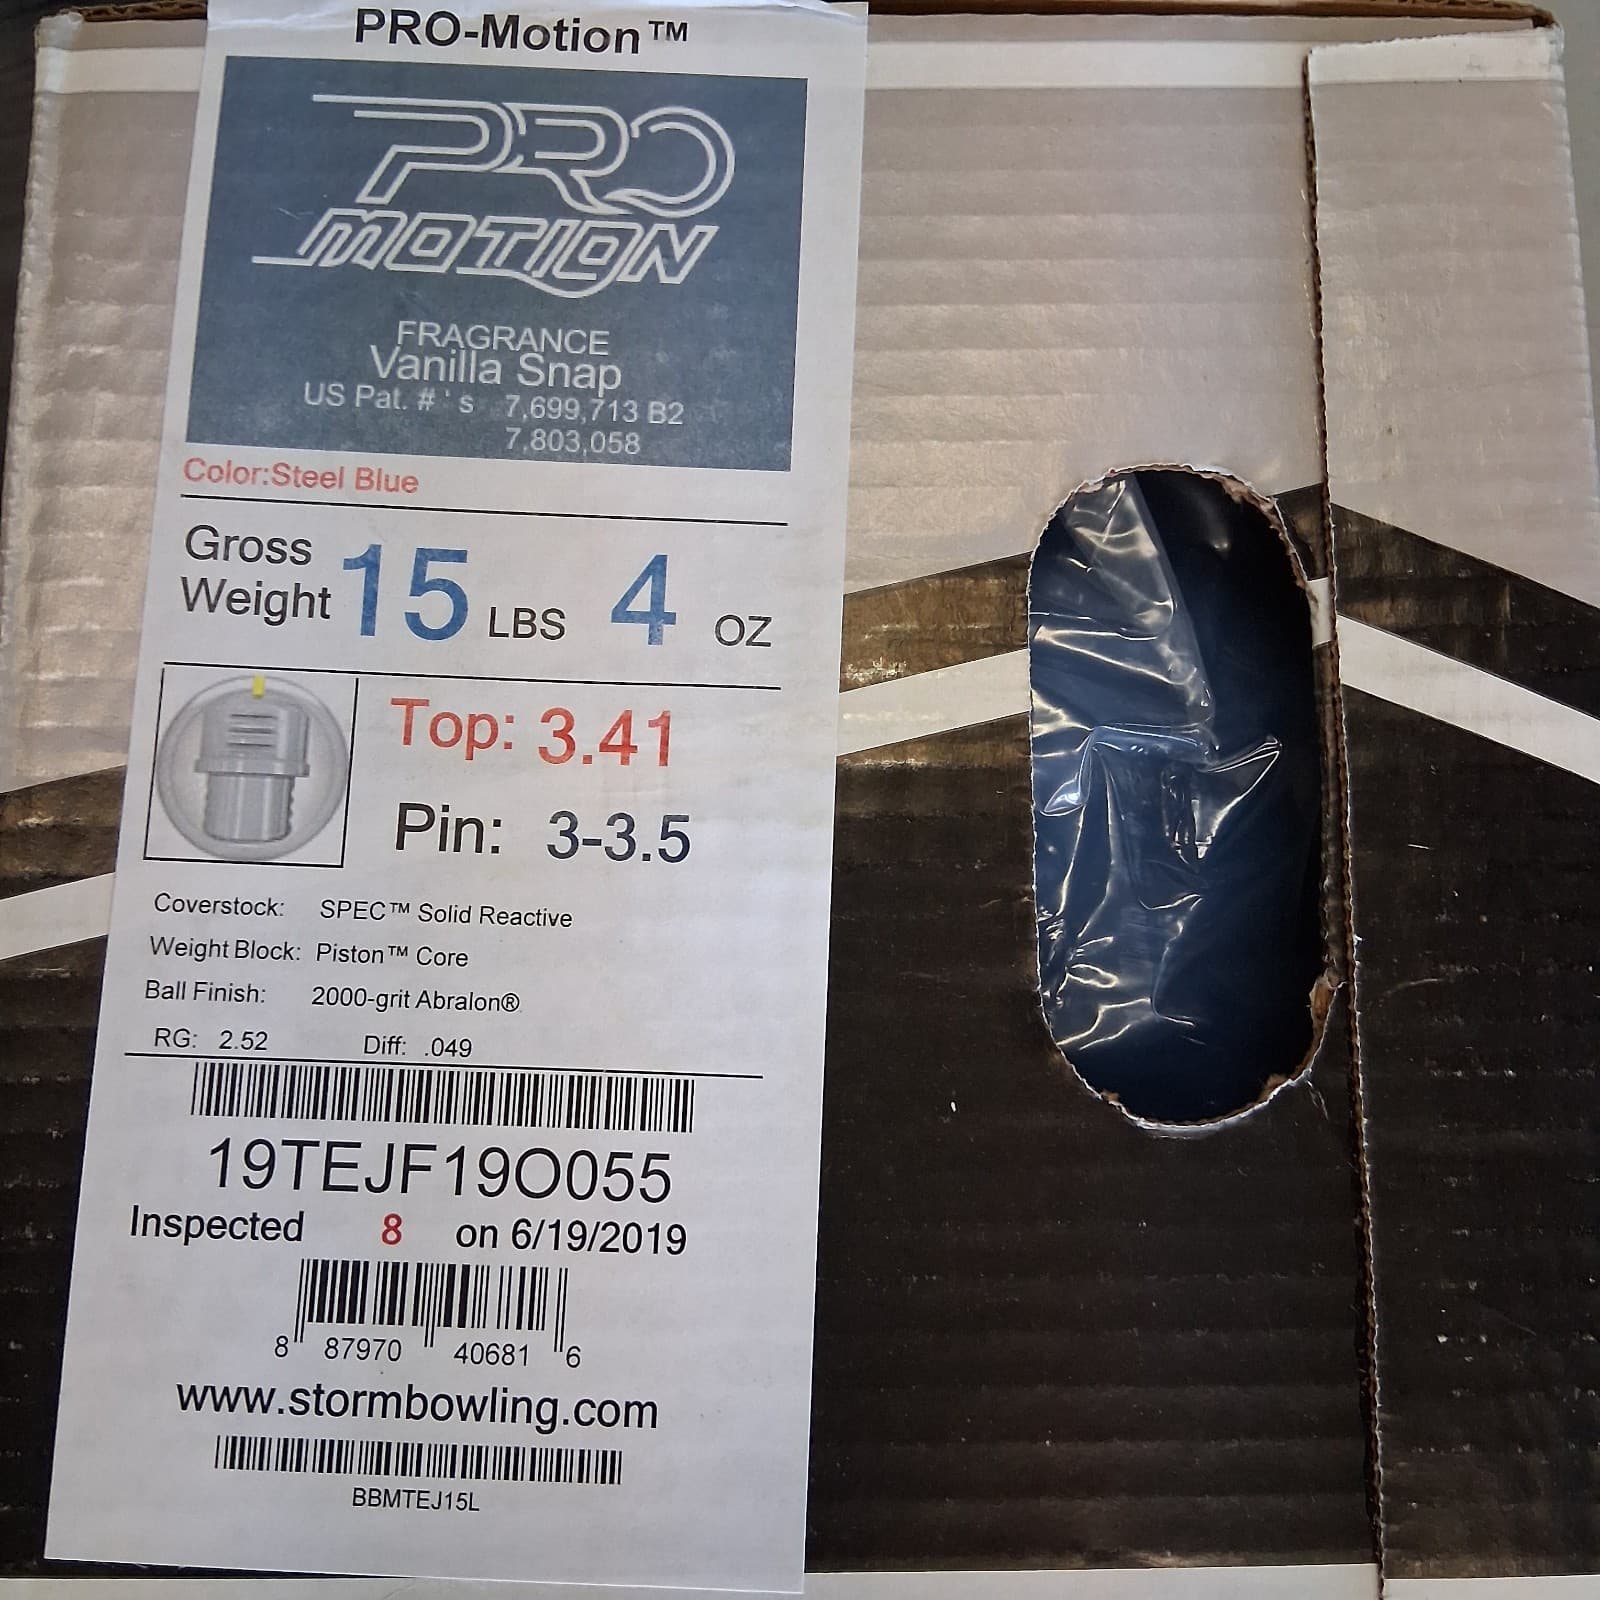 PRO-Motion™
PRO
MOTION
FRAGRANCE
Vanilla Snap
US Pat. #'s 7,699,713 B2
7,803,058
Color:Steel Blue
Gross Weight 15 LBS 4 OZ
Top: 3.41
Pin: 3-3.5
Coverstock: SPEC™ Solid Reactive
Weight Block: Piston™ Core
Ball Finish: 2000-grit Abralon®
RG: 2.52 Diff: .049
19TEJF19O055
Inspected 8 on 6/19/2019
8 87970 40681 6
www.stormbowling.com
BBMTEJ15L